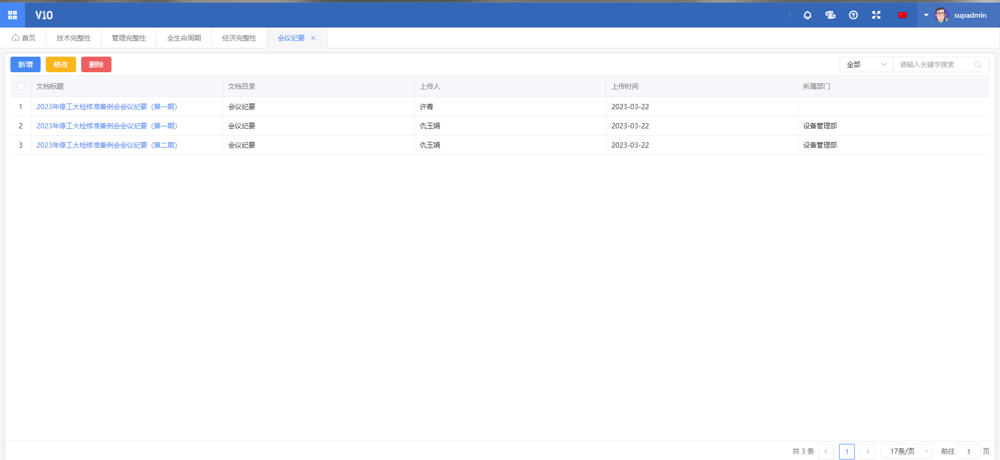 V10
supadmin
首页
技术完整性
管理完整性
全生命周期
经济完整性
会议纪要
新增
修改
删除
全部
请输入关键字搜索
文档标题
文档目录
上传人
上传时间
所属部门
1 2023年停工大检修准备例会会议纪要（第一期） 会议纪要 许青 2023-03-22
2 2023年停工大检修准备例会会议纪要（第一期） 会议纪要 仇玉娟 2023-03-22 设备管理部
3 2023年停工大检修准备例会会议纪要（第二期） 会议纪要 仇玉娟 2023-03-22 设备管理部
共 3 条
1
17条/页
前往 1 页